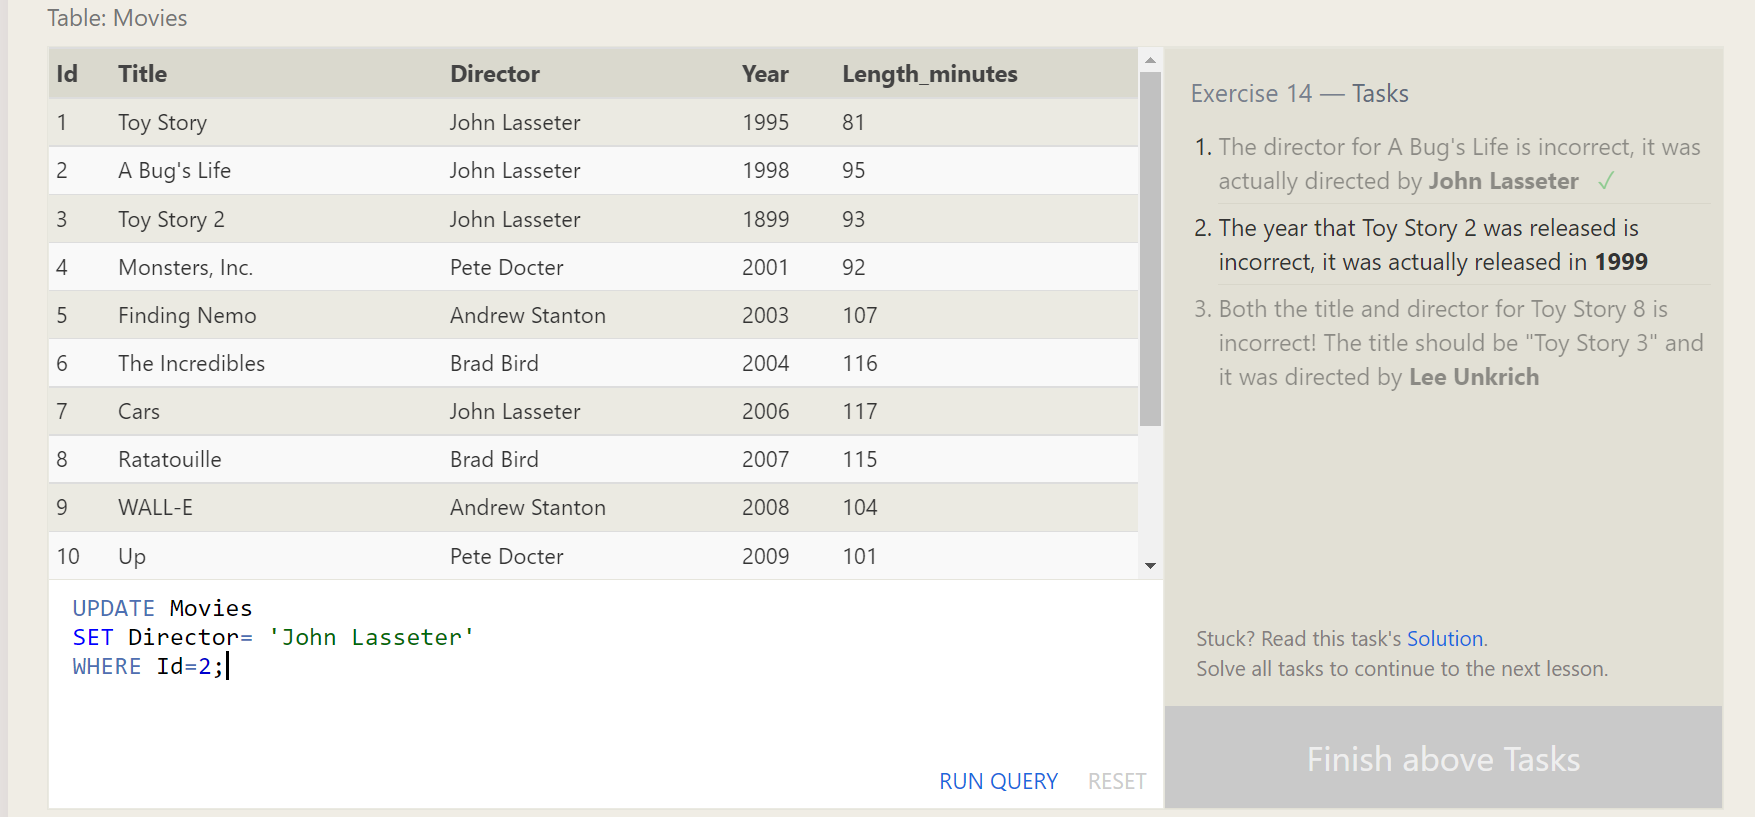 Table: Movies
Id Title Director Year Length_minutes
1 Toy Story John Lasseter 1995 81
2 A Bug's Life John Lasseter 1998 95
3 Toy Story 2 John Lasseter 1899 93
4 Monsters, Inc. Pete Docter 2001 92
5 Finding Nemo Andrew Stanton 2003 107
6 The Incredibles Brad Bird 2004 116
7 Cars John Lasseter 2006 117
8 Ratatouille Brad Bird 2007 115
9 WALL-E Andrew Stanton 2008 104
10 Up Pete Docter 2009 101
UPDATE Movies
SET Director= 'John Lasseter'
WHERE Id=2;
RUN QUERY RESET
Exercise 14 — Tasks
1. The director for A Bug's Life is incorrect, it was
actually directed by John Lasseter ✓
2. The year that Toy Story 2 was released is
incorrect, it was actually released in 1999
3. Both the title and director for Toy Story 8 is
incorrect! The title should be "Toy Story 3" and
it was directed by Lee Unkrich
Stuck? Read this task's Solution.
Solve all tasks to continue to the next lesson.
Finish above Tasks